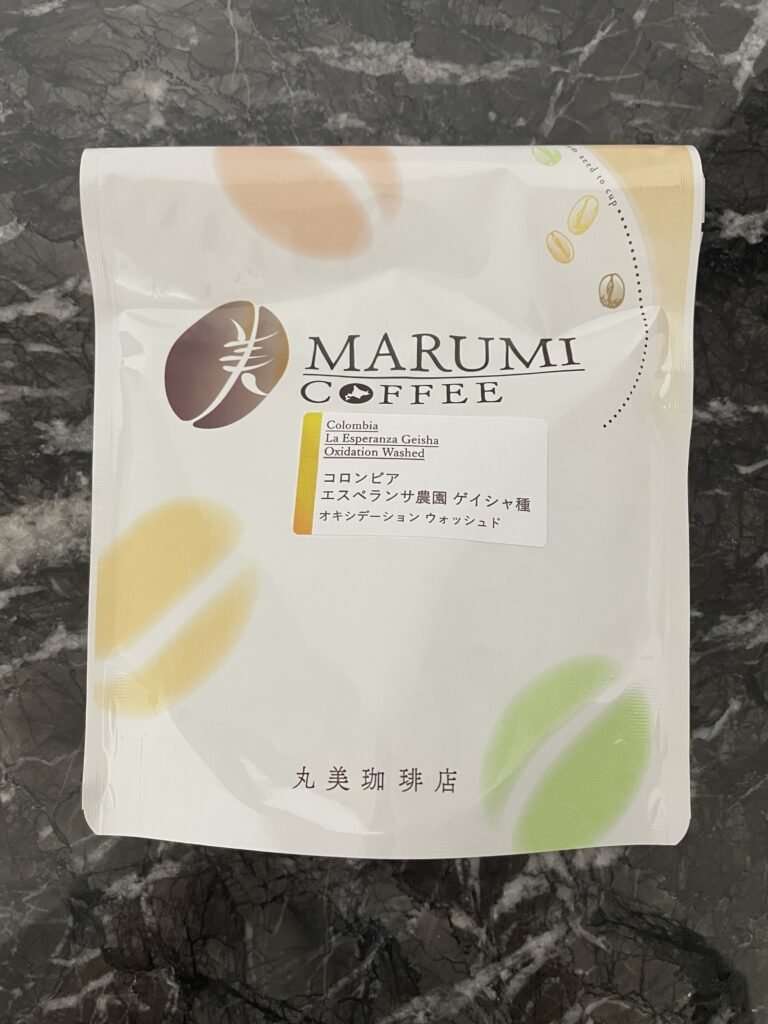 seed to cup
美
MARUMI
COFFEE
Colombia
La Esperanza Geisha
Oxidation Washed
コロンビア
エスペランサ農園 ゲイシャ種
オキシデーション ウォッシュド
丸美珈琲店